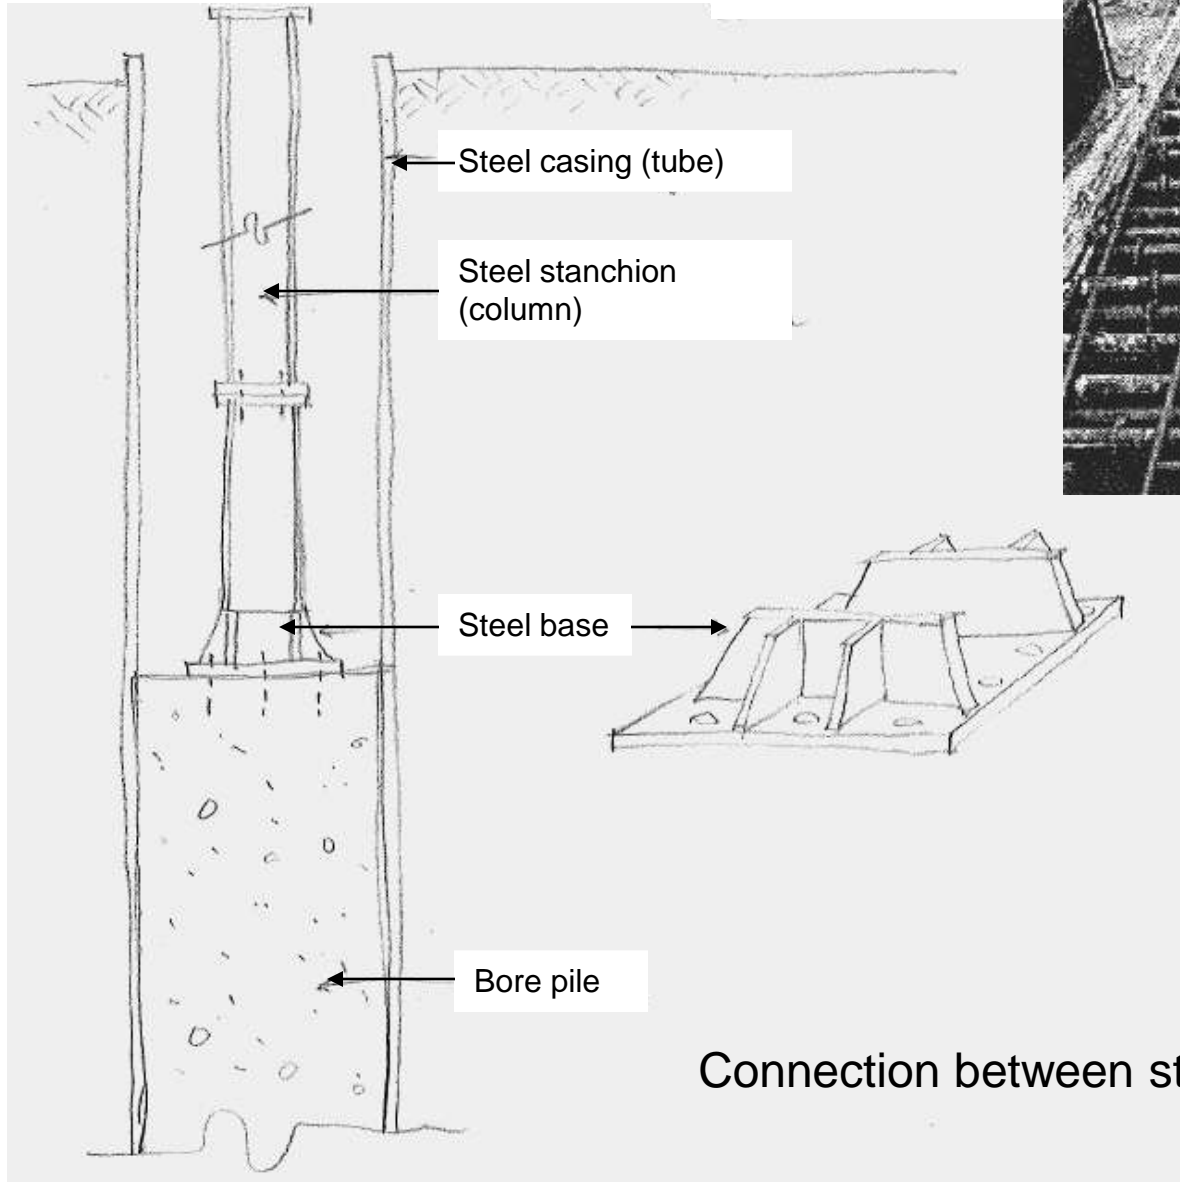 Steel casing (tube)
Steel stanchion
(column)
Steel base
Bore pile
Connection between st